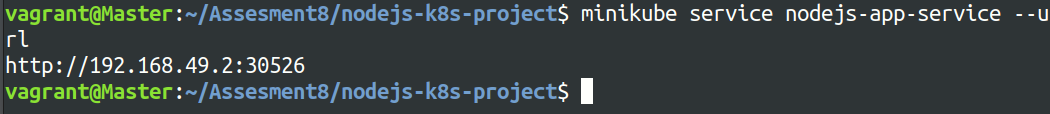 vagrant@Master:~/Assesment8/nodejs-k8s-project$ minikube service nodejs-app-service --u
rl
http://192.168.49.2:30526
vagrant@Master:~/Assesment8/nodejs-k8s-project$